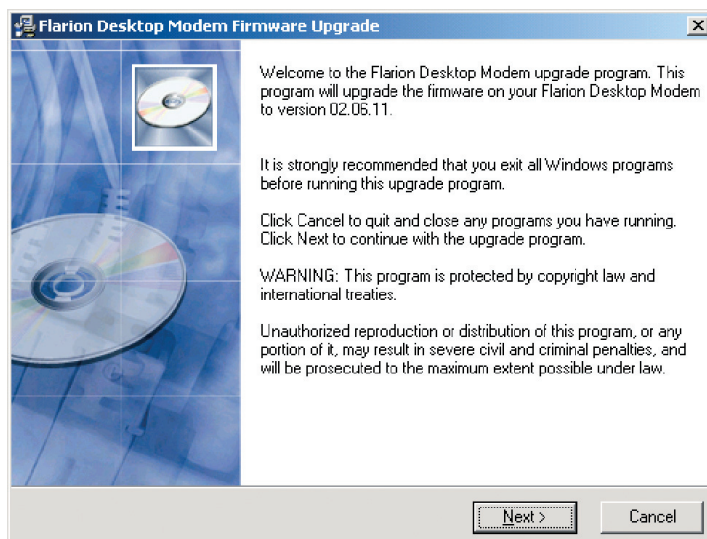 Flarion Desktop Modem Firmware Upgrade
Welcome to the Flarion Desktop Modem upgrade program. This
program will upgrade the firmware on your Flarion Desktop Modem
to version 02.06.11.
It is strongly recommended that you exit all Windows programs
before running this upgrade program.
Click Cancel to quit and close any programs you have running.
Click Next to continue with the upgrade program.
WARNING: This program is protected by copyright law and
international treaties.
Unauthorized reproduction or distribution of this program, or any
portion of it, may result in severe civil and criminal penalties, and
will be prosecuted to the maximum extent possible under law.
Next >
Cancel